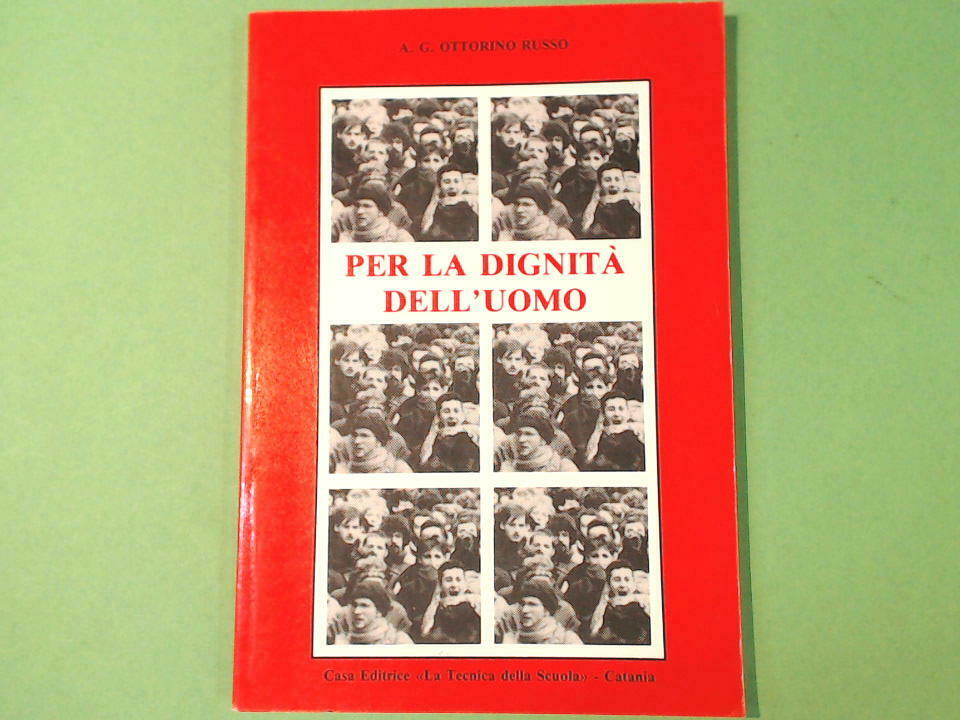 A. G. OTTORINO RUSSO
PER LA DIGNITÀ
DELL'UOMO
Casa Editrice «La Tecnica della Scuola» - Catania